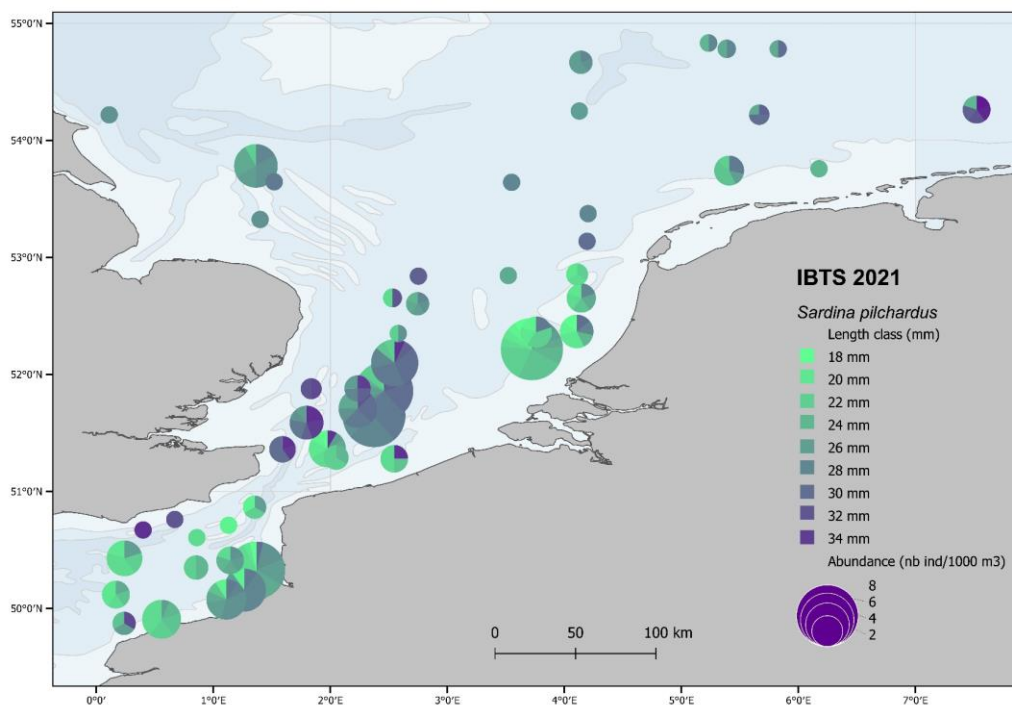 55°0'N
54°0'N
53°0'N
52°0'N
51°0'N
50°0'N
IBTS 2021
Sardina pilchardus
Length class (mm)
18 mm
20 mm
22 mm
24 mm
26 mm
28 mm
30 mm
32 mm
34 mm
Abundance (nb ind/1000 m3)
8
6
4
2
0 50 100 km
0°0' 1°0'E 2°0'E 3°0'E 4°0'E 5°0'E 6°0'E 7°0'E